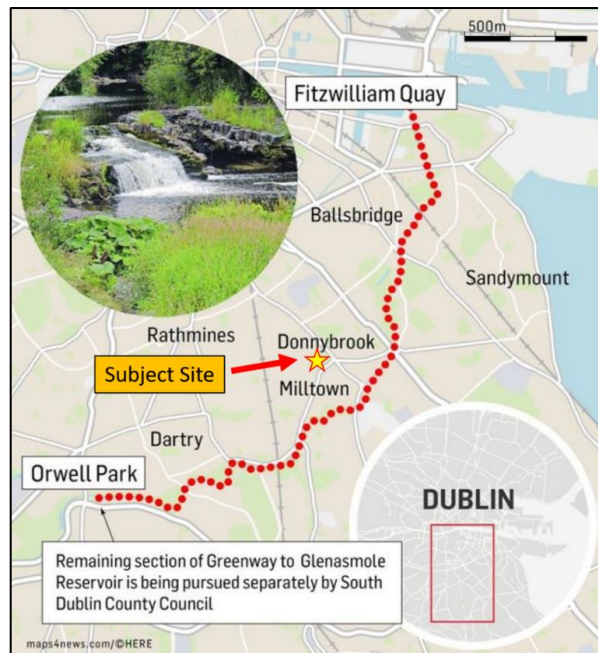 500m
Fitzwilliam Quay
Ballsbridge
Sandymount
Rathmines
Donnybrook
Subject Site
Milltown
Dartry
Orwell Park
DUBLIN
Remaining section of Greenway to Glenasmole
Reservoir is being pursued separately by South
Dublin County Council
maps4news.com/©HERE